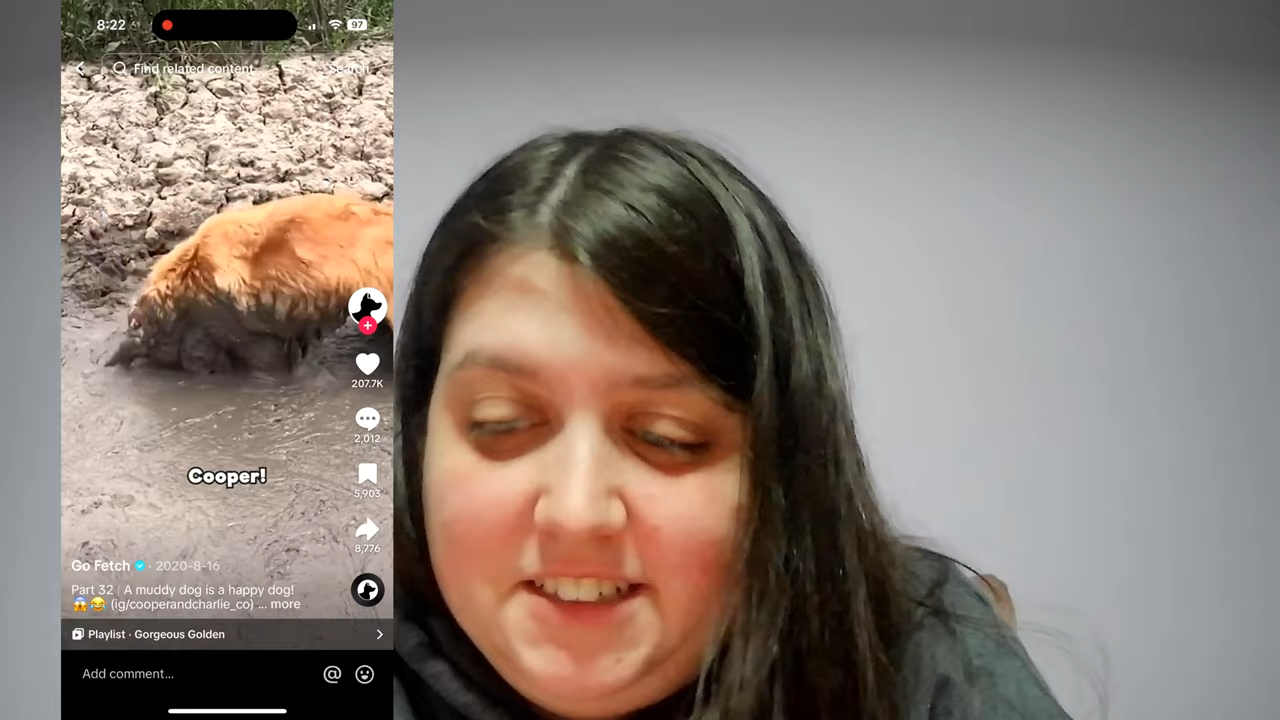 8:22
97
Find related content
Search
207.7K
2,012
Cooper!
5,903
8,776
Go Fetch · 2020-8-16
Part 32 | A muddy dog is a happy dog!
😱😂 (ig/cooperandcharlie_co) ... more
Playlist · Gorgeous Golden
Add comment...
@